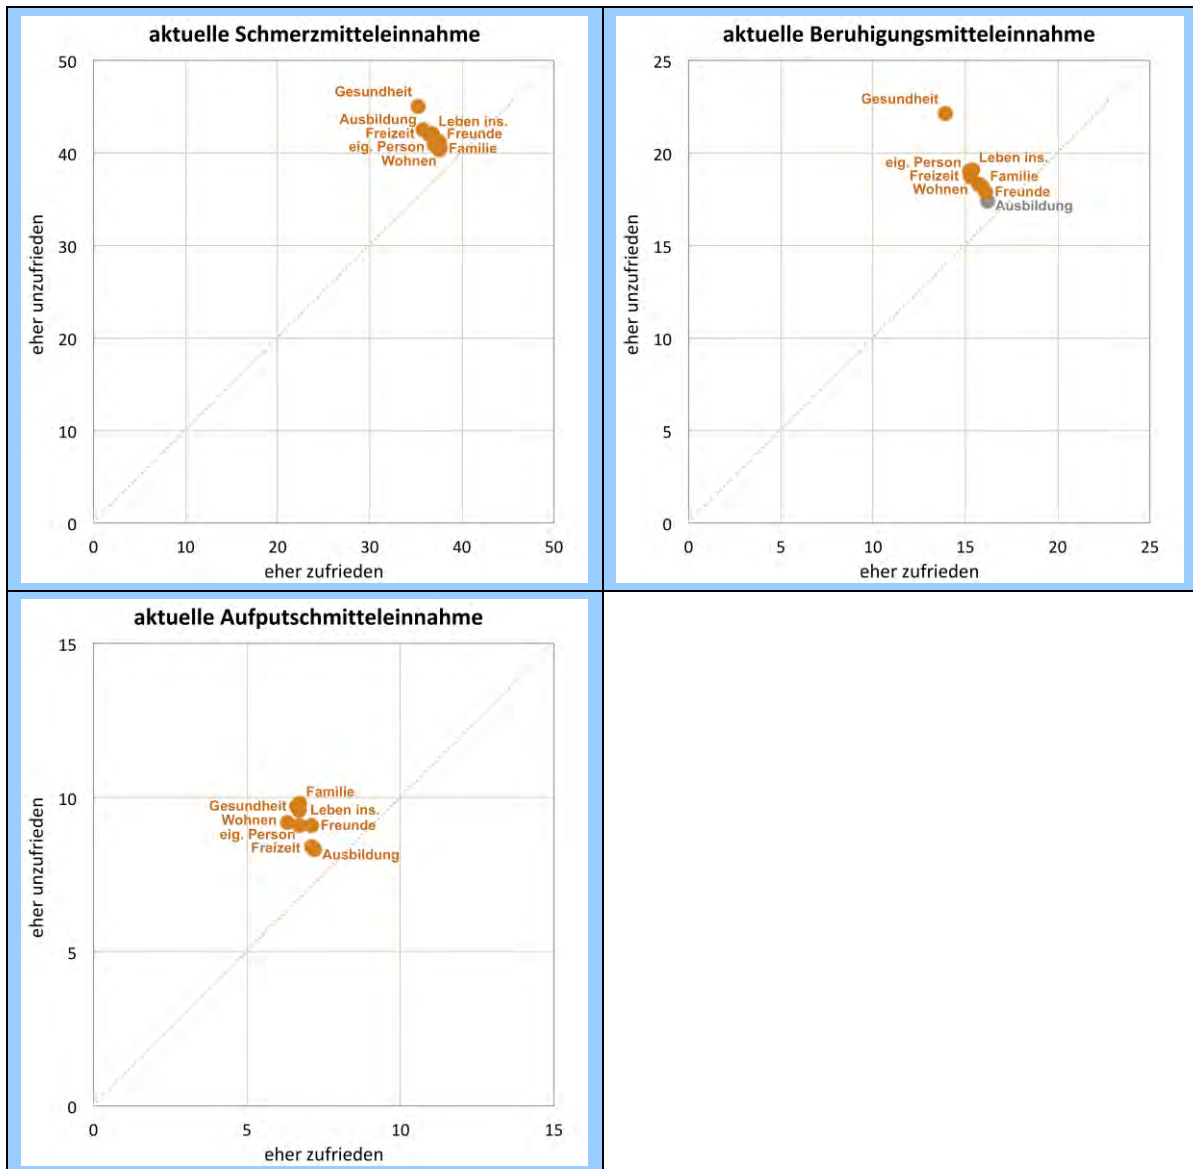 aktuelle Schmerzmitteleinnahme
50
40
30
20
10
0
eher unzufrieden
Gesundheit
Ausbildung
Leben ins.
Freizeit
Freunde
eig. Person
Familie
Wohnen
0 10 20 30 40 50
eher zufrieden
aktuelle Beruhigungsmitteleinnahme
25
20
15
10
5
0
eher unzufrieden
Gesundheit
eig. Person
Leben ins.
Freizeit
Familie
Wohnen
Freunde
Ausbildung
0 5 10 15 20 25
eher zufrieden
aktuelle Aufputschmitteleinnahme
15
10
5
0
eher unzufrieden
Familie
Gesundheit
Leben ins.
Wohnen
Freunde
eig. Person
Freizeit
Ausbildung
0 5 10 15
eher zufrieden